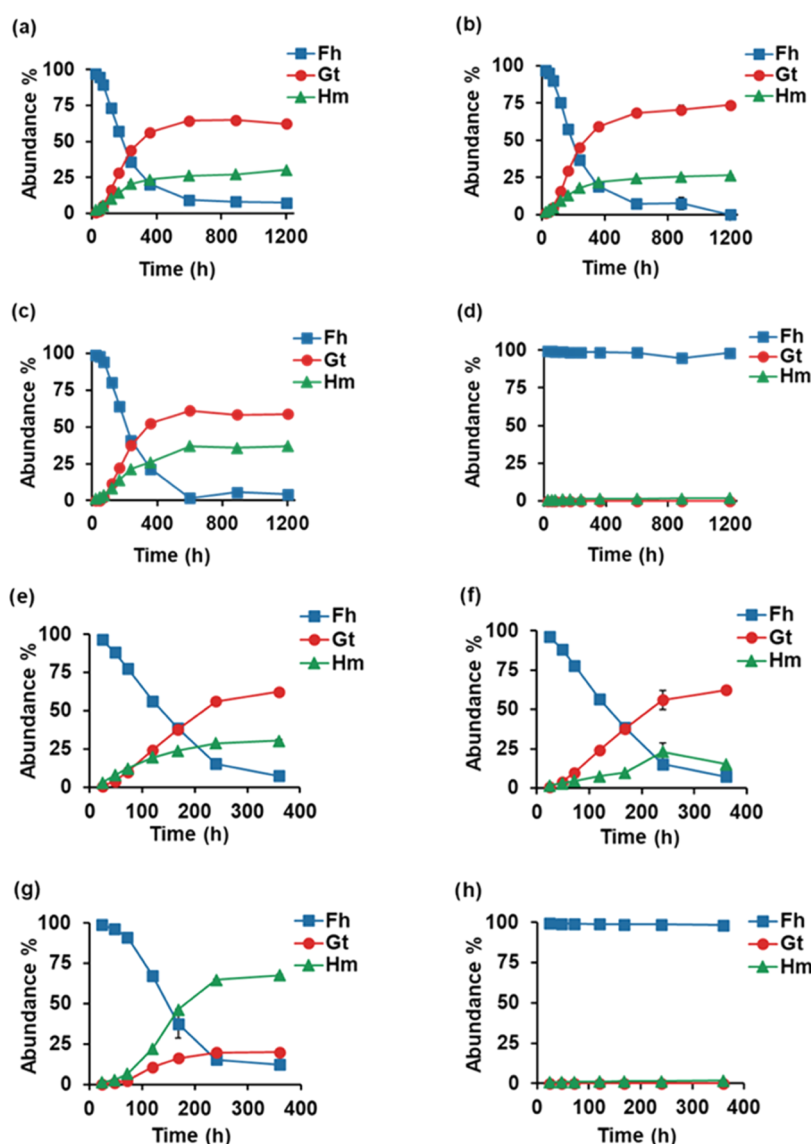 (a)
Fh
Gt
Hm
Abundance %
100
75
50
25
0
0 400 800 1200
Time (h)
(b)
Fh
Gt
Hm
Abundance %
100
75
50
25
0
0 400 800 1200
Time (h)
(c)
Fh
Gt
Hm
Abundance %
100
75
50
25
0
0 400 800 1200
Time (h)
(d)
Fh
Gt
Hm
Abundance %
100
75
50
25
0
0 400 800 1200
Time (h)
(e)
Fh
Gt
Hm
Abundance %
100
75
50
25
0
0 100 200 300 400
Time (h)
(f)
Fh
Gt
Hm
Abundance %
100
75
50
25
0
0 100 200 300 400
Time (h)
(g)
Fh
Gt
Hm
Abundance %
100
75
50
25
0
0 100 200 300 400
Time (h)
(h)
Fh
Gt
Hm
Abundance %
100
75
50
25
0
0 100 200 300 400
Time (h)